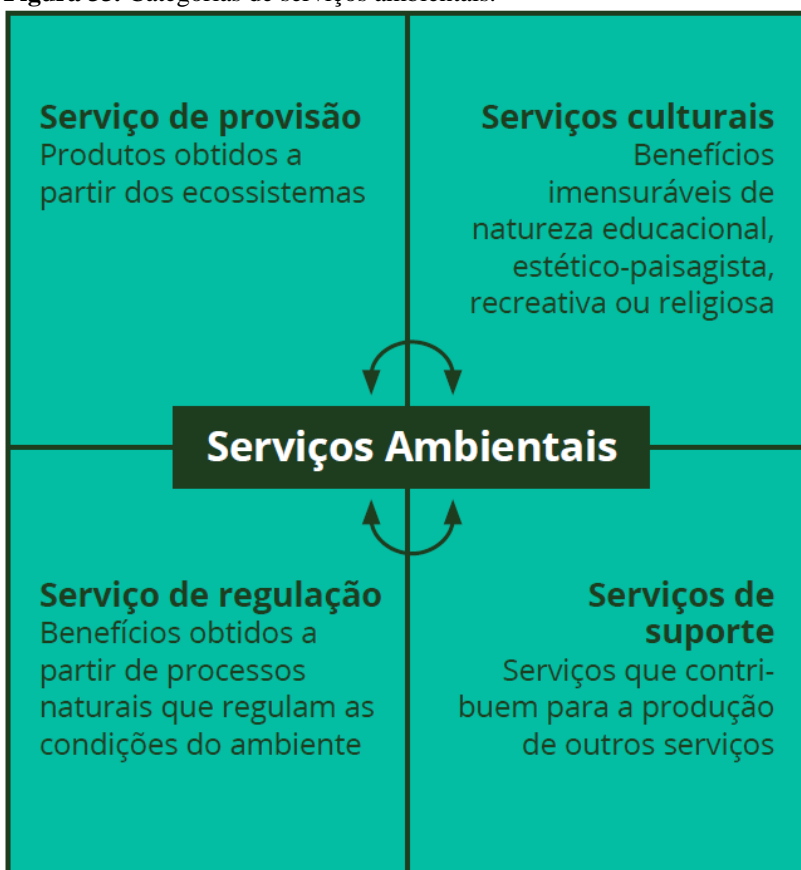 Serviço de provisão
Produtos obtidos a
partir dos ecossistemas
Serviços culturais
Benefícios
imensuráveis de
natureza educacional,
estético-paisagista,
recreativa ou religiosa
Serviços Ambientais
Serviço de regulação
Benefícios obtidos a
partir de processos
naturais que regulam as
condições do ambiente
Serviços de
suporte
Serviços que contri-
buem para a produção
de outros serviços